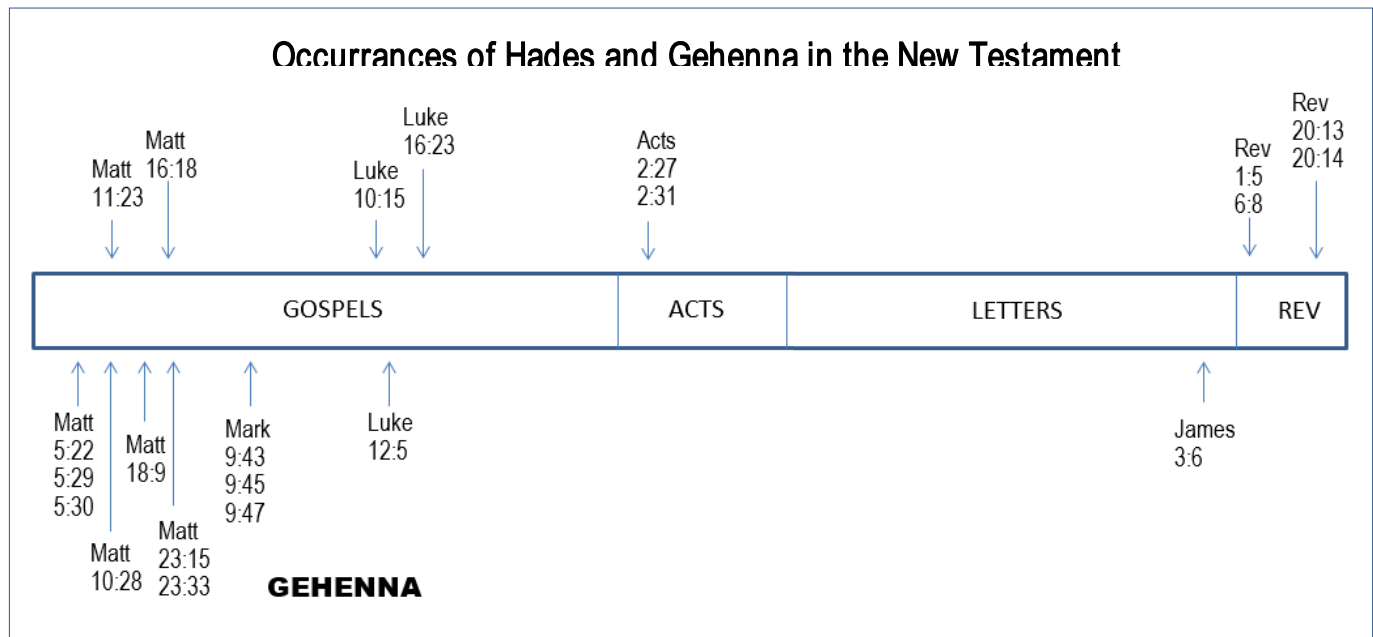 Occurrances of Hades and Gehenna in the New Testament
Matt
11:23
Matt
16:18
Luke
10:15
Luke
16:23
Acts
2:27
2:31
Rev
1:5
6:8
Rev
20:13
20:14
GOSPELS
ACTS
LETTERS
REV
Matt
5:22
5:29
5:30
Matt
10:28
Matt
18:9
Matt
23:15
23:33
Mark
9:43
9:45
9:47
Luke
12:5
James
3:6
GEHENNA